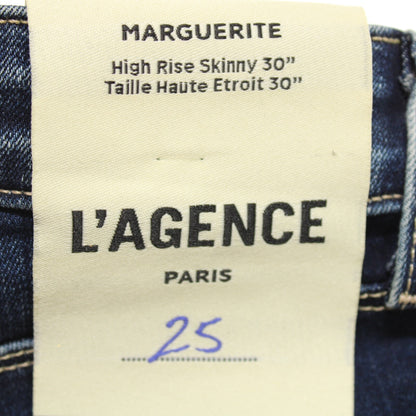 MARGUERITE
High Rise Skinny 30”
Taille Haute Etroit 30”
L’AGENCE
PARIS
25